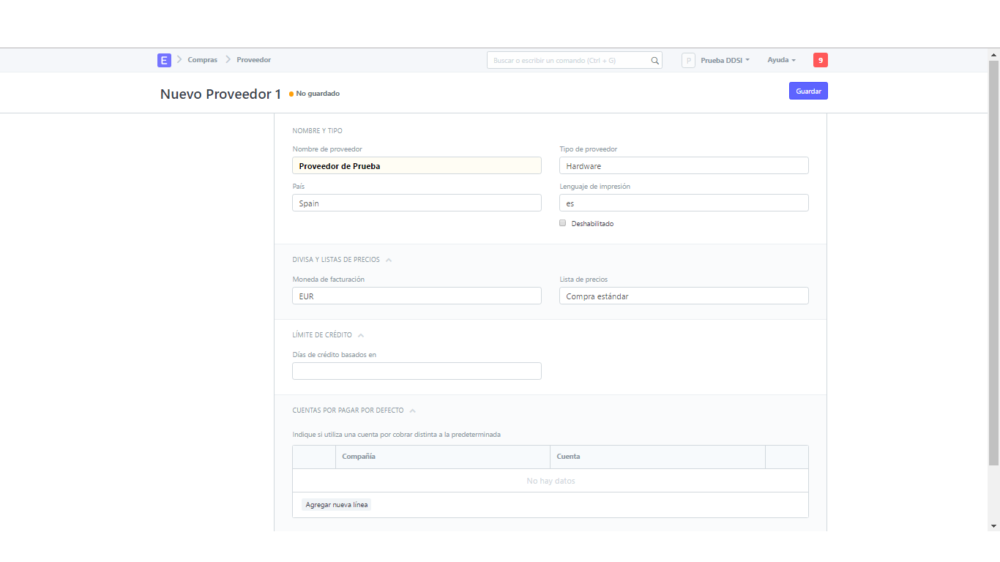 E Compras Proveedor Buscar o escribir un comando (Ctrl + G) P Prueba DDSI Ayuda 9
Nuevo Proveedor 1 No guardado Guardar
NOMBRE Y TIPO
Nombre de proveedor Tipo de proveedor
Proveedor de Prueba Hardware
País Lenguaje de impresión
Spain es
Deshabilitado
DIVISA Y LISTAS DE PRECIOS
Moneda de facturación Lista de precios
EUR Compra estándar
LÍMITE DE CRÉDITO
Días de crédito basados en
CUENTAS POR PAGAR POR DEFECTO
Indique si utiliza una cuenta por cobrar distinta a la predeterminada
Compañía Cuenta
No hay datos
Agregar nueva línea